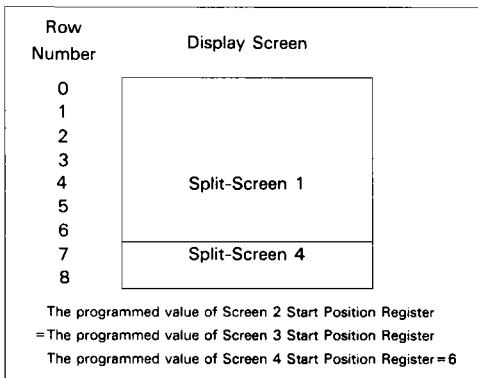 Row
Number
Display Screen
0
1
2
3
4 Split-Screen 1
5
6
7 Split-Screen 4
8
The programmed value of Screen 2 Start Position Register
=The programmed value of Screen 3 Start Position Register
The programmed value of Screen 4 Start Position Register=6